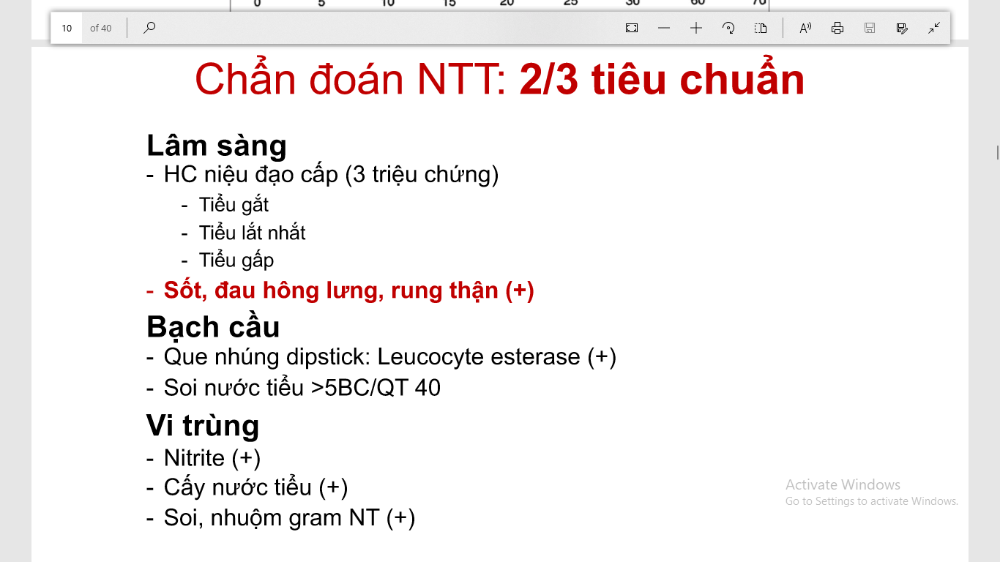 0 5 10 15 20 25 30 60 70
10 of 40
Chẩn đoán NTT: 2/3 tiêu chuẩn
Lâm sàng
- HC niệu đạo cấp (3 triệu chứng)
- Tiểu gắt
- Tiểu lắt nhắt
- Tiểu gấp
- Sốt, đau hông lưng, rung thận (+)
Bạch cầu
- Que nhúng dipstick: Leucocyte esterase (+)
- Soi nước tiểu >5BC/QT 40
Vi trùng
- Nitrite (+)
- Cấy nước tiểu (+)
- Soi, nhuộm gram NT (+)
Activate Windows
Go to Settings to activate Windows.